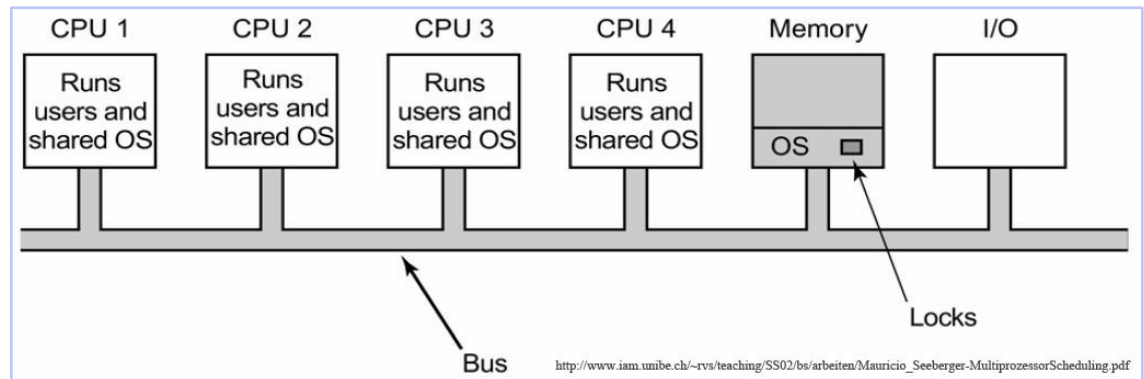 CPU 1
CPU 2
CPU 3
CPU 4
Memory
I/O
Runs
users and
shared OS
Runs
users and
shared OS
Runs
users and
shared OS
Runs
users and
shared OS
OS
Locks
Bus
http://www.iam.unibe.ch/~rvs/teaching/SS02/bs/arbeiten/Mauricio_Seeberger-MultiprozessorScheduling.pdf